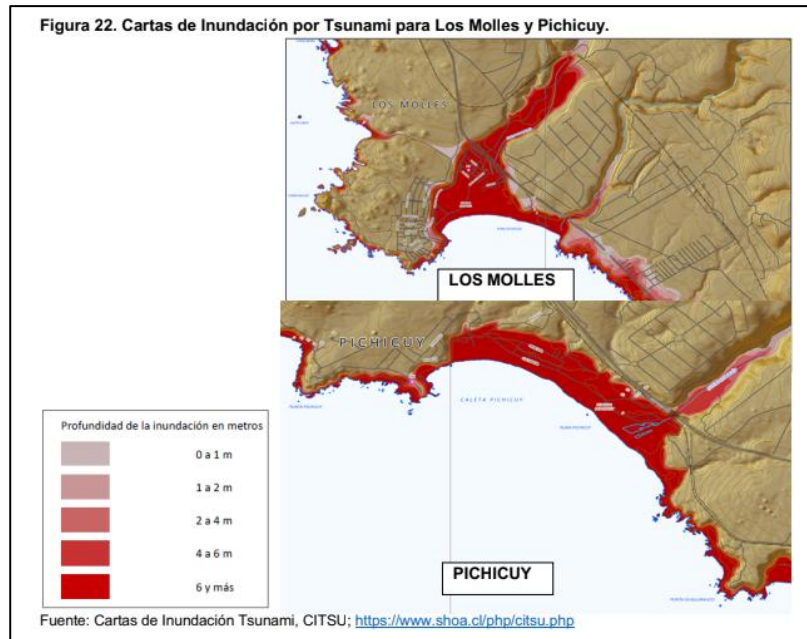 Figura 22. Cartas de Inundación por Tsunami para Los Molles y Pichicuy.
LOS MOLLES
LOS MOLLES
PICHICUY
CALETA PICHICUY
Profundidad de la inundación en metros
0 a 1 m
1 a 2 m
2 a 4 m
4 a 6 m
6 y más
PICHICUY
Fuente: Cartas de Inundación Tsunami, CITSU; https://www.shoa.cl/php/citsu.php